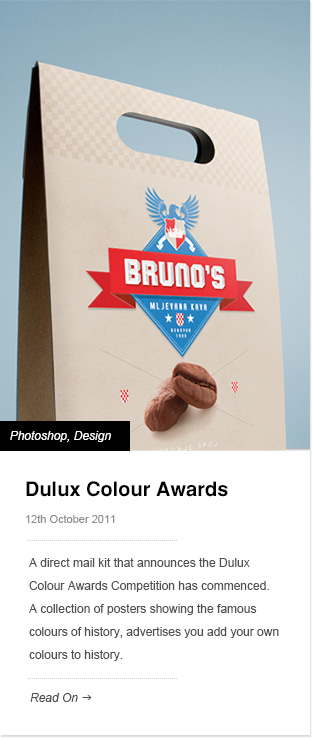 BRUNO'S
MLJEVENA KAVA
Photoshop, Design
Dulux Colour Awards
12th October 2011
A direct mail kit that announces the Dulux
Colour Awards Competition has commenced.
A collection of posters showing the famous
colours of history, advertises you add your own
colours to history.
Read On →